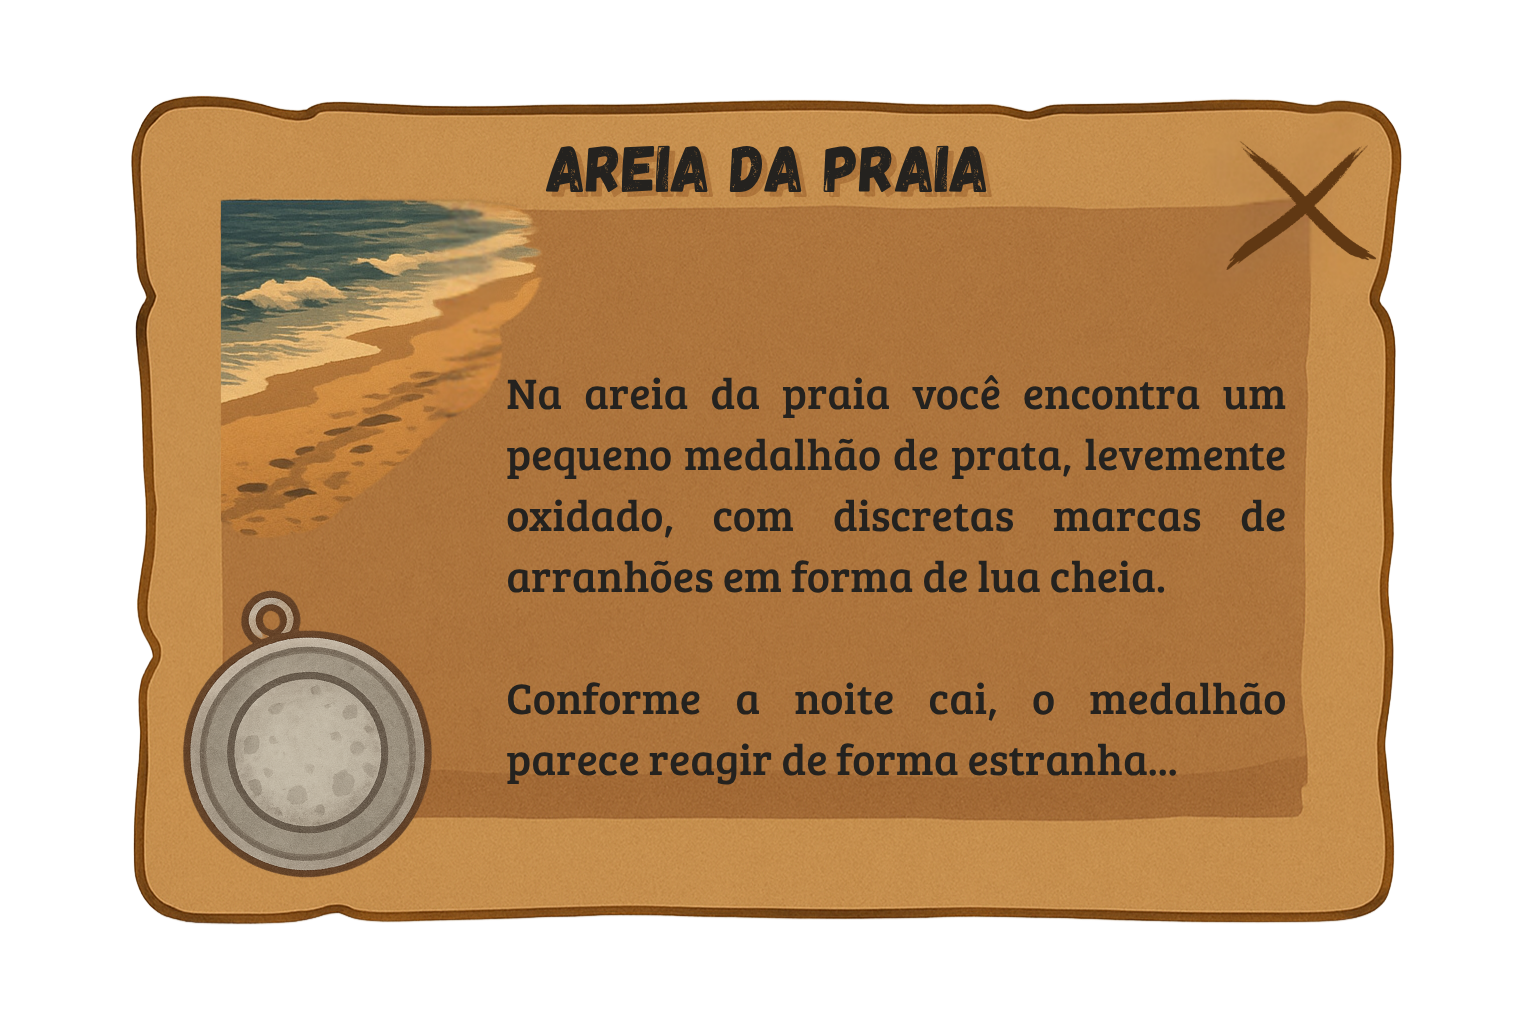 AREIA DA PRAIA
Na areia da praia você encontra um
pequeno medalhão de prata, levemente
oxidado, com discretas marcas de
arranhões em forma de lua cheia.
Conforme a noite cai, o medalhão
parece reagir de forma estranha...